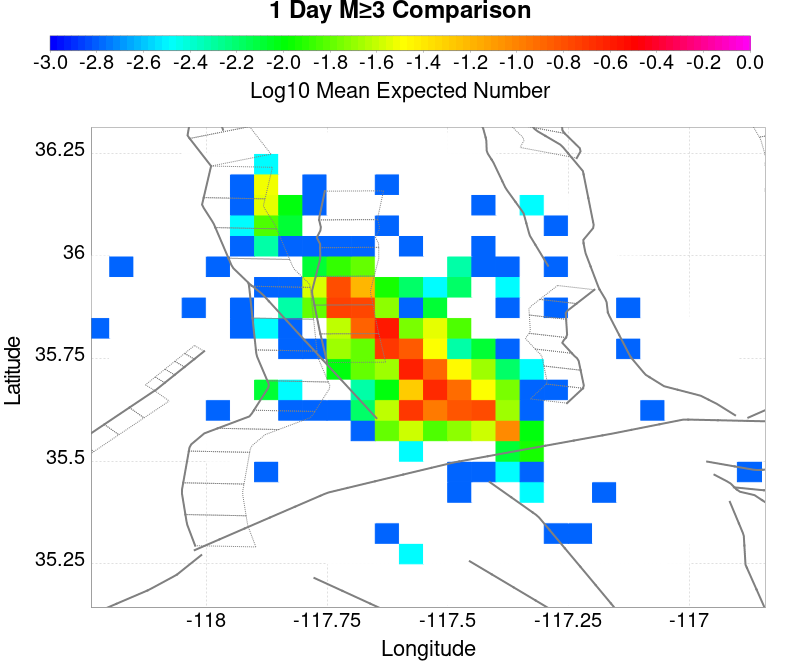 1 Day M≥3 Comparison
-3.0 -2.8 -2.6 -2.4 -2.2 -2.0 -1.8 -1.6 -1.4 -1.2 -1.0 -0.8 -0.6 -0.4 -0.2 0.0
Log10 Mean Expected Number
36.25
36
35.75
35.5
35.25
Latitude
-118 -117.75 -117.5 -117.25 -117
Longitude